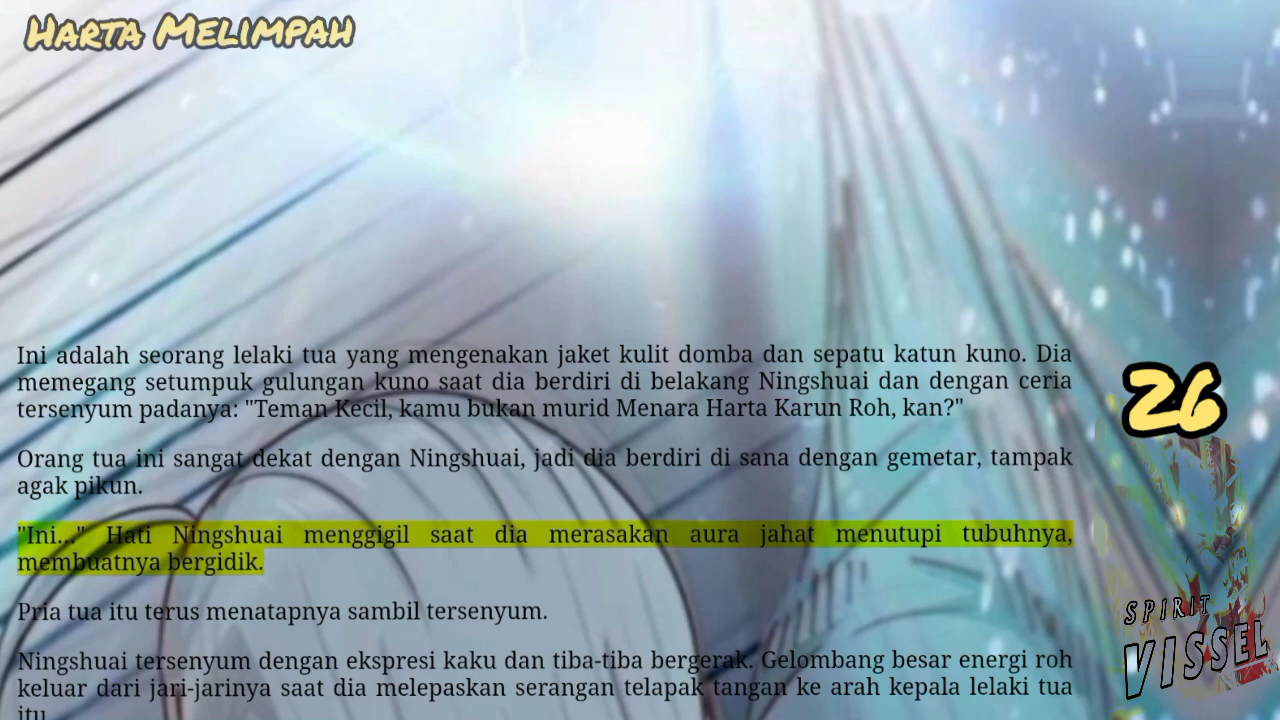 Harta Melimpah
Ini adalah seorang lelaki tua yang mengenakan jaket kulit domba dan sepatu katun kuno. Dia
memegang setumpuk gulungan kuno saat dia berdiri di belakang Ningshuai dan dengan ceria
tersenyum padanya: "Teman Kecil, kamu bukan murid Menara Harta Karun Roh, kan?"
Orang tua ini sangat dekat dengan Ningshuai, jadi dia berdiri di sana dengan gemetar, tampak
agak pikun.
"Ini..." Hati Ningshuai menggigil saat dia merasakan aura jahat menutupi tubuhnya,
membuatnya bergidik.
Pria tua itu terus menatapnya sambil tersenyum.
Ningshuai tersenyum dengan ekspresi kaku dan tiba-tiba bergerak. Gelombang besar energi roh
keluar dari jari-jarinya saat dia melepaskan serangan telapak tangan ke arah kepala lelaki tua
itu
26
SPIRIT
VISSEL